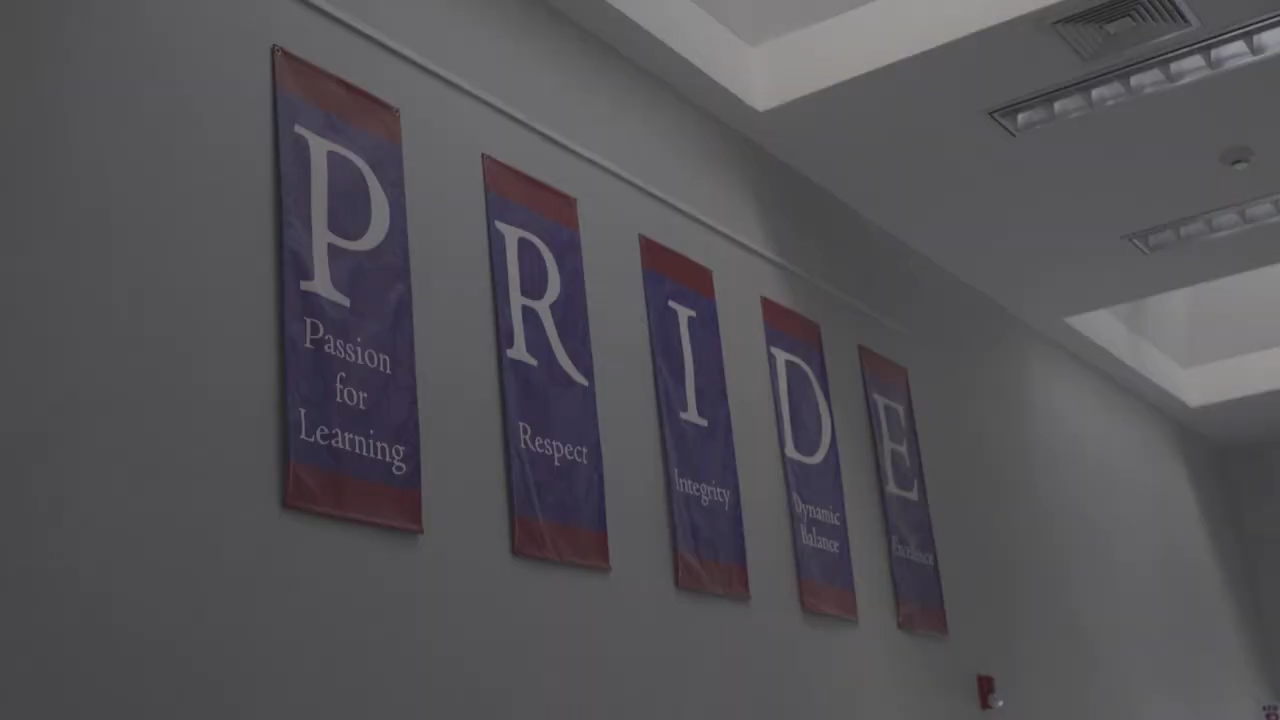 P
Passion
for
Learning
R
Respect
I
Integrity
D
Dynamic
Balance
E
Excellence